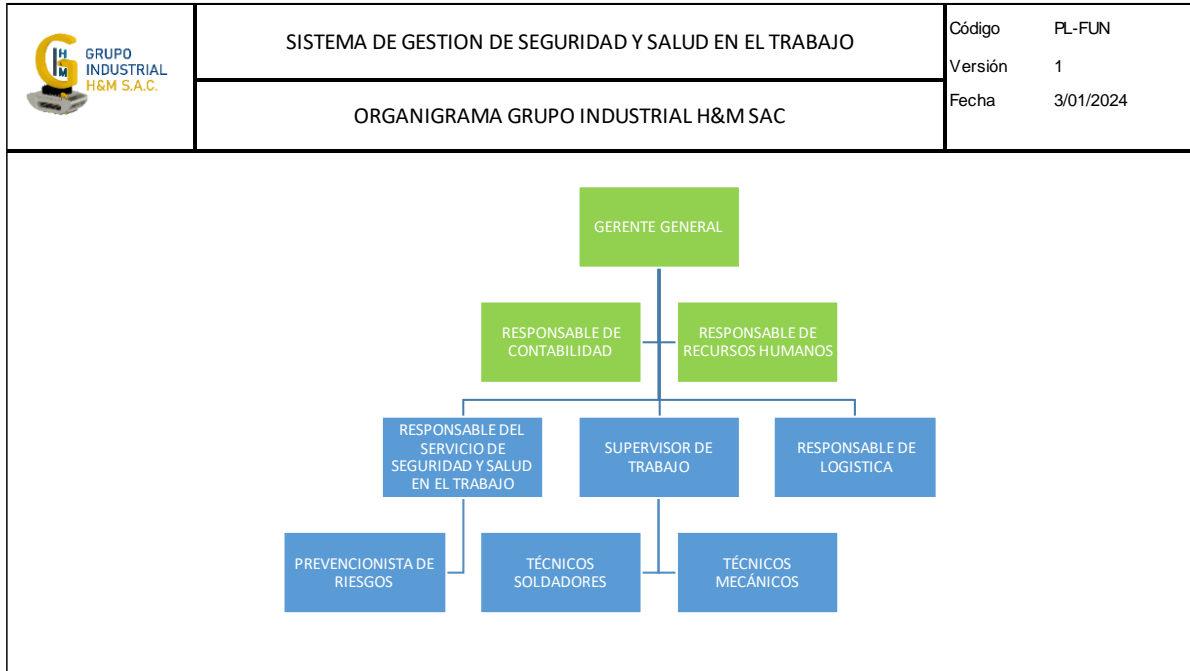 GRUPO
INDUSTRIAL
H&M S.A.C.
SISTEMA DE GESTION DE SEGURIDAD Y SALUD EN EL TRABAJO
ORGANIGRAMA GRUPO INDUSTRIAL H&M SAC
Código PL-FUN
Versión 1
Fecha 3/01/2024
GERENTE GENERAL
RESPONSABLE DE
CONTABILIDAD
RESPONSABLE DE
RECURSOS HUMANOS
RESPONSABLE DEL
SERVICIO DE
SEGURIDAD Y SALUD
EN EL TRABAJO
SUPERVISOR DE
TRABAJO
RESPONSABLE DE
LOGISTICA
PREVENCIONISTA DE
RIESGOS
TÉCNICOS
SOLDADORES
TÉCNICOS
MECÁNICOS